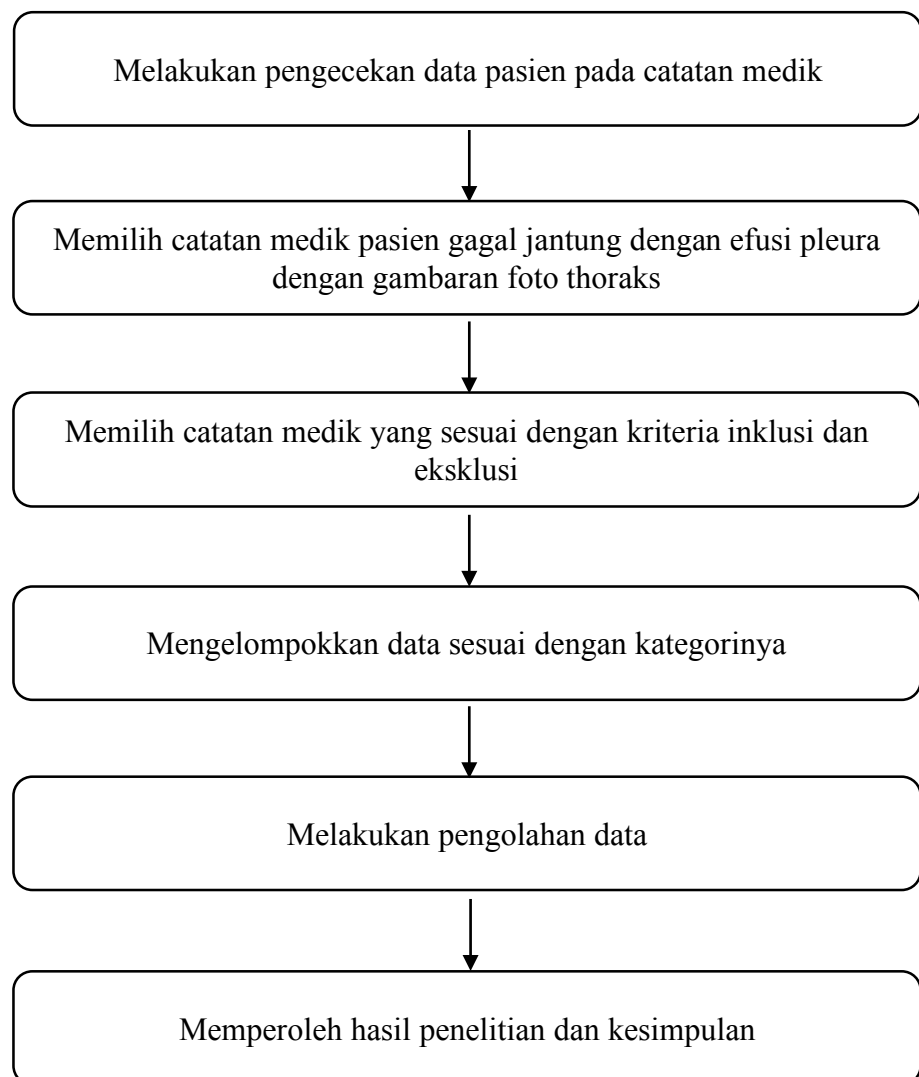 Melakukan pengecekan data pasien pada catatan medik
Memilih catatan medik pasien gagal jantung dengan efusi pleura
dengan gambaran foto thoraks
Memilih catatan medik yang sesuai dengan kriteria inklusi dan
eksklusi
Mengelompokkan data sesuai dengan kategorinya
Melakukan pengolahan data
Memperoleh hasil penelitian dan kesimpulan